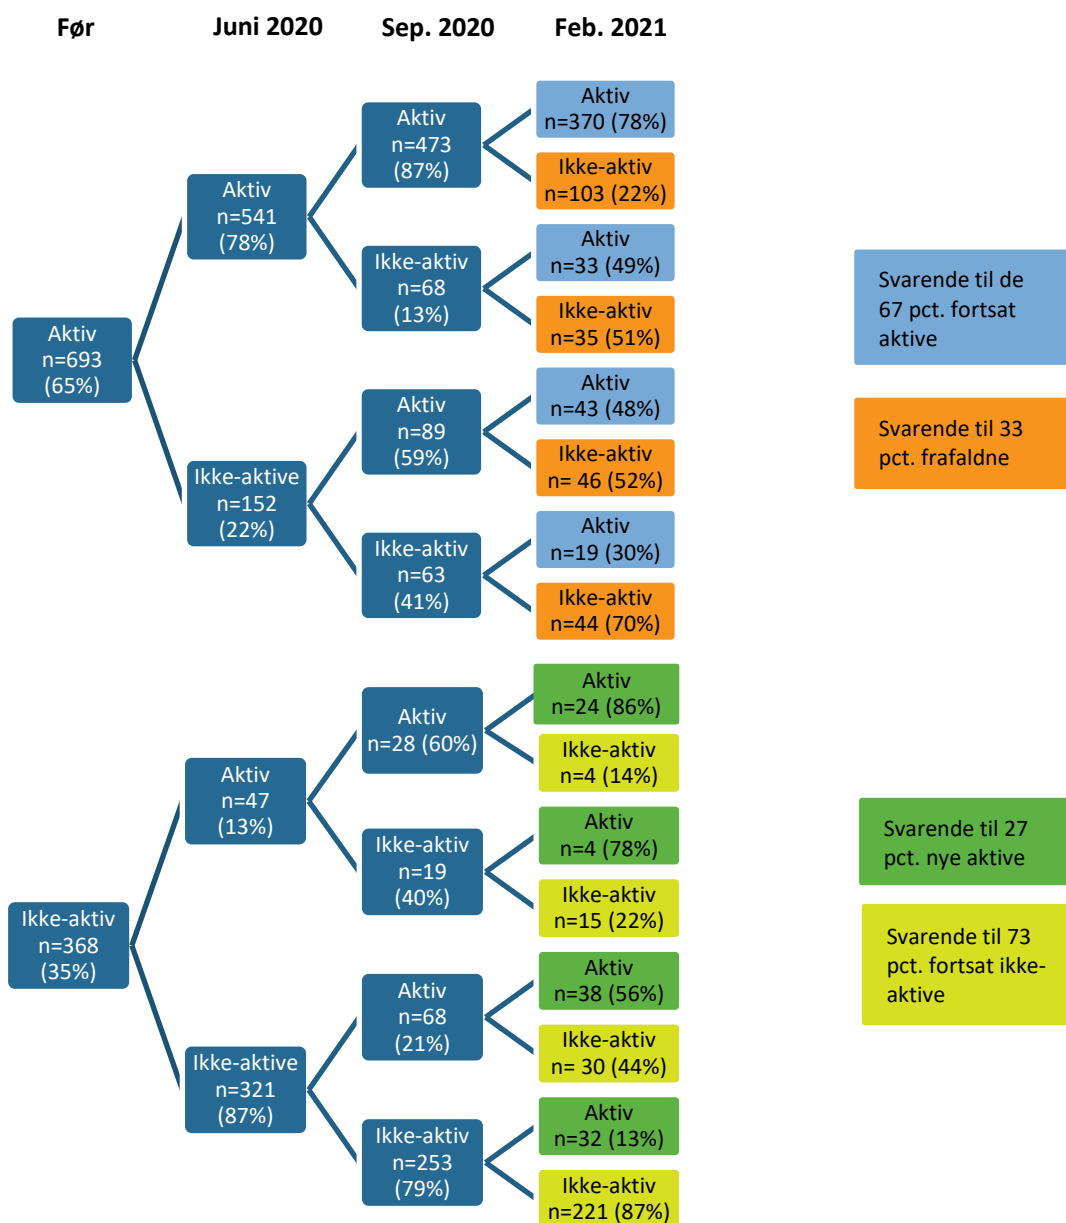 Før
Juni 2020
Sep. 2020
Feb. 2021
Aktiv
n=693
(65%)
Aktiv
n=541
(78%)
Aktiv
n=473
(87%)
Aktiv
n=370 (78%)
Ikke-aktiv
n=103 (22%)
Ikke-aktiv
n=68
(13%)
Aktiv
n=33 (49%)
Ikke-aktiv
n=35 (51%)
Ikke-aktive
n=152
(22%)
Aktiv
n=89
(59%)
Aktiv
n=43 (48%)
Ikke-aktiv
n= 46 (52%)
Ikke-aktiv
n=63
(41%)
Aktiv
n=19 (30%)
Ikke-aktiv
n=44 (70%)
Svarende til de
67 pct. fortsat
aktive
Svarende til 33
pct. frafaldne
Ikke-aktiv
n=368
(35%)
Aktiv
n=47
(13%)
Aktiv
n=28 (60%)
Aktiv
n=24 (86%)
Ikke-aktiv
n=4 (14%)
Ikke-aktiv
n=19
(40%)
Aktiv
n=4 (78%)
Ikke-aktiv
n=15 (22%)
Ikke-aktive
n=321
(87%)
Aktiv
n=68
(21%)
Aktiv
n=38 (56%)
Ikke-aktiv
n= 30 (44%)
Ikke-aktiv
n=253
(79%)
Aktiv
n=32 (13%)
Ikke-aktiv
n=221 (87%)
Svarende til 27
pct. nye aktive
Svarende til 73
pct. fortsat ikke-
aktive